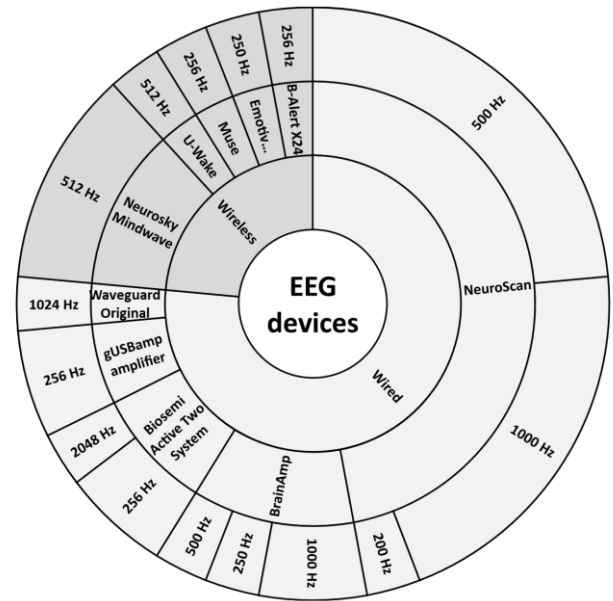 EEG
devices
Wired
Wireless
NeuroScan
500 Hz
1000 Hz
200 Hz
BrainAmp
1000 Hz
250 Hz
500 Hz
Biosemi
Active Two
System
256 Hz
2048 Hz
gUSBamp
amplifier
256 Hz
Waveguard
Original
1024 Hz
Neurosky
Mindwave
512 Hz
U-Wake
512 Hz
Muse
256 Hz
Emotiv...
250 Hz
B-Alert X24
256 Hz